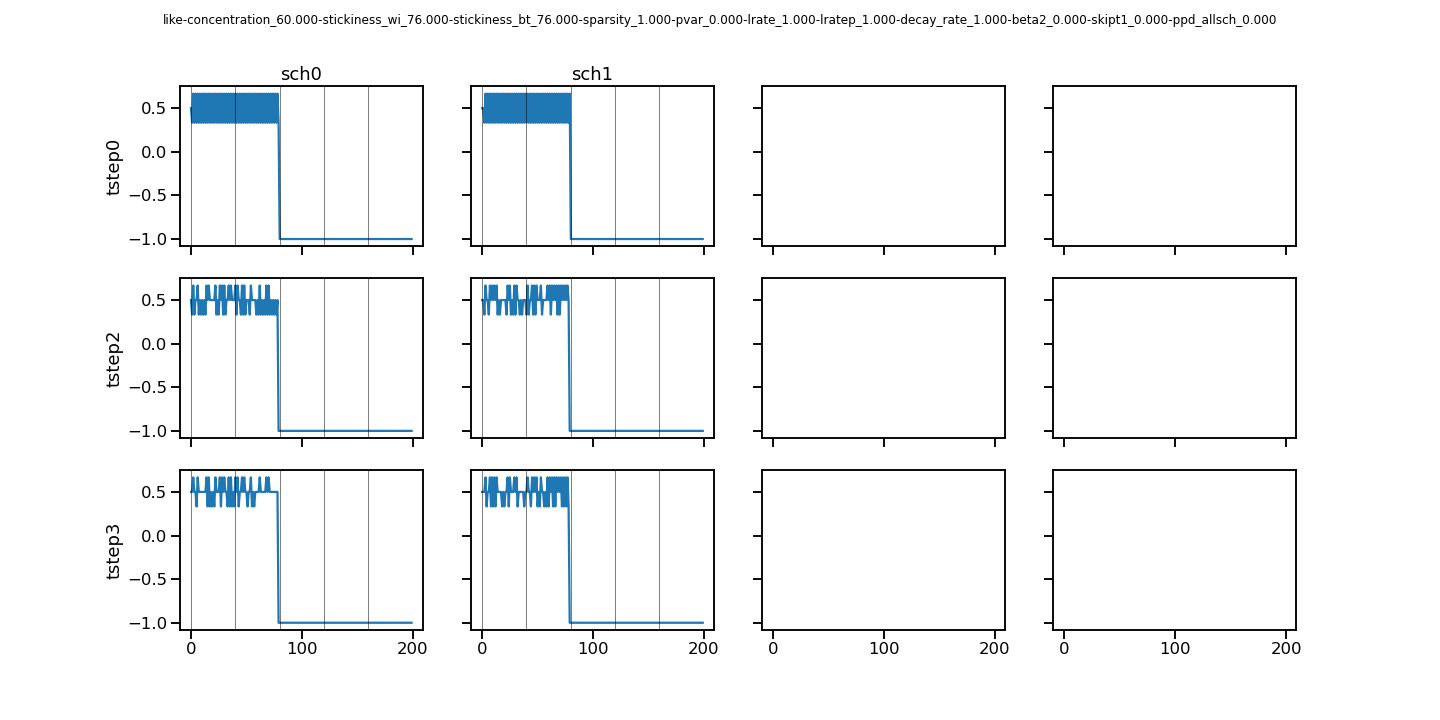 like-concentration_60.000-stickiness_wi_76.000-stickiness_bt_76.000-sparsity_1.000-pvar_0.000-lrate_1.000-lratep_1.000-decay_rate_1.000-beta2_0.000-skipt1_0.000-ppd_allsch_0.000
sch0 sch1
tstep0
0.5
0.0
−0.5
−1.0
tstep2
0.5
0.0
−0.5
−1.0
tstep3
0.5
0.0
−0.5
−1.0
0 100 200 0 100 200 0 100 200 0 100 200